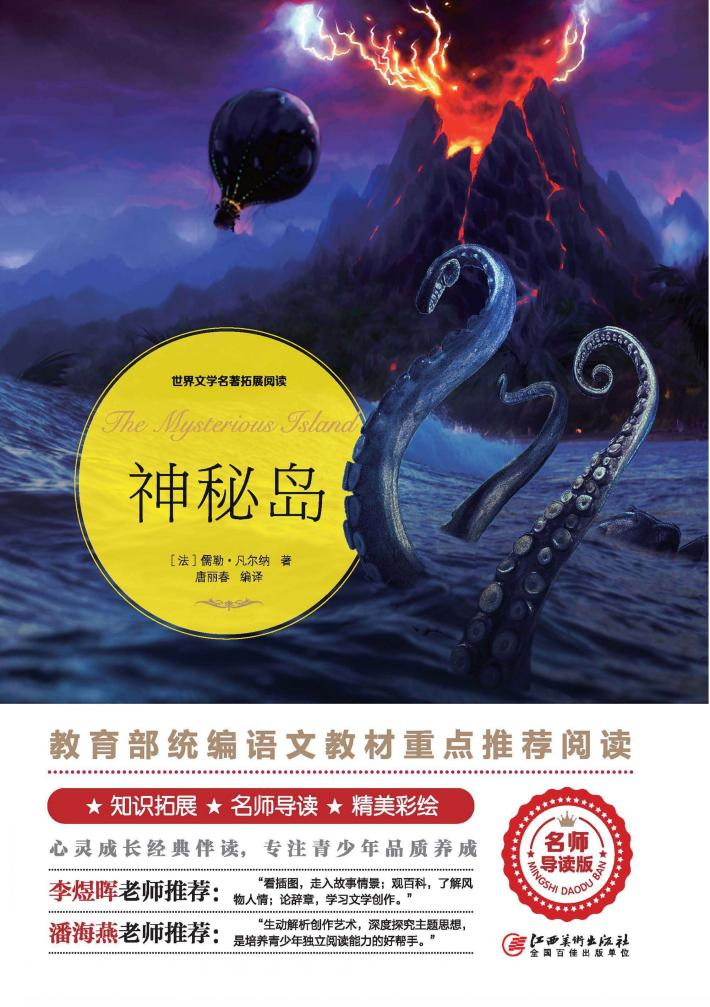 世界文学名著拓展阅读
The Mysterious Island
神秘岛
[法]儒勒·凡尔纳 著
唐丽春 编译
教育部统编语文教材重点推荐阅读
★ 知识拓展 ★ 名师导读 ★ 精美彩绘
心灵成长经典伴读，专注青少年品质养成
李煜晖老师推荐：
“看插图，走入故事情景；观百科，了解风
物人情；论辞章，学习文学创作。”
潘海燕老师推荐：
“生动解析创作艺术，深度探究主题思想，
是培养青少年独立阅读能力的好帮手。”
名师
导读版
MINGSHI DAODU BAN
江西美术出版社
全国百佳出版单位